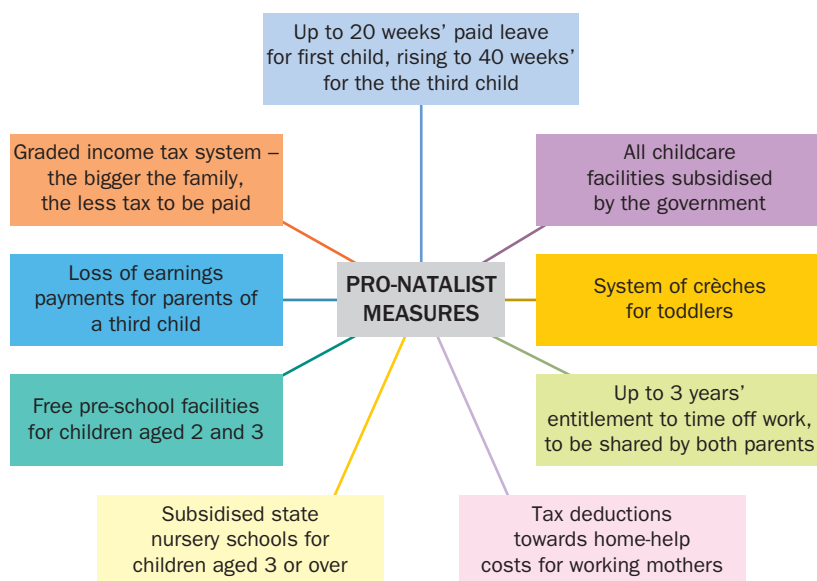 Up to 20 weeks’ paid leave
for first child, rising to 40 weeks’
for the the third child
Graded income tax system –
the bigger the family,
the less tax to be paid
All childcare
facilities subsidised
by the government
Loss of earnings
payments for parents of
a third child
PRO-NATALIST
MEASURES
System of crèches
for toddlers
Free pre-school facilities
for children aged 2 and 3
Up to 3 years’
entitlement to time off work,
to be shared by both parents
Subsidised state
nursery schools for
children aged 3 or over
Tax deductions
towards home-help
costs for working mothers